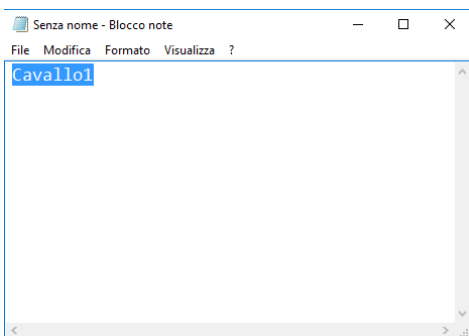 Senza nome - Blocco note
File Modifica Formato Visualizza ?
Cavallo1